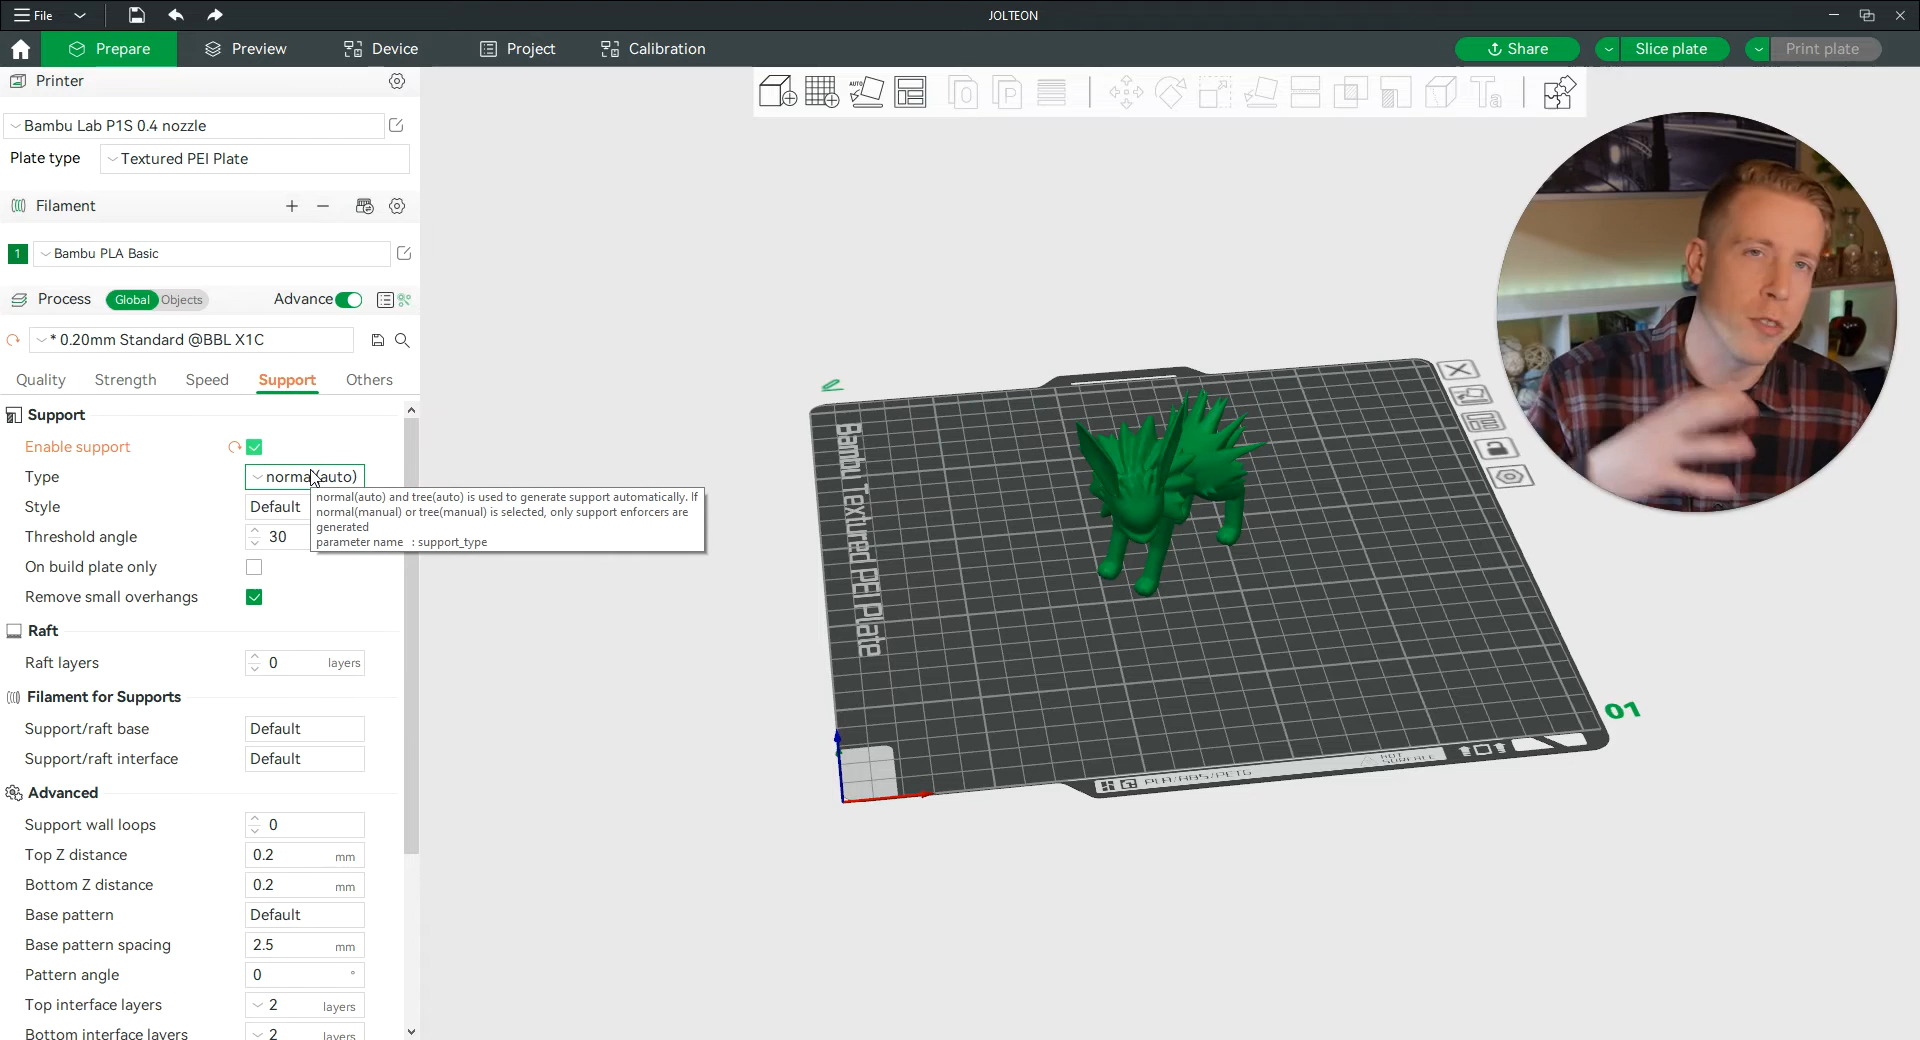 File
JOLTEON
Prepare
Preview
Device
Project
Calibration
Share
Slice plate
Print plate
Printer
Bambu Lab P1S 0.4 nozzle
Plate type
Textured PEI Plate
Filament
1
Bambu PLA Basic
Process
Global
Objects
Advance
* 0.20mm Standard @BBL X1C
Quality
Strength
Speed
Support
Others
Support
Enable support
Type
normal(auto)
normal(auto) and tree(auto) is used to generate support automatically. If
normal(manual) or tree(manual) is selected, only support enforcers are
generated
parameter name : support_type
Style
Default
Threshold angle
30
On build plate only
Remove small overhangs
Raft
Raft layers
0 layers
Filament for Supports
Support/raft base
Default
Support/raft interface
Default
Advanced
Support wall loops
0
Top Z distance
0.2 mm
Bottom Z distance
0.2 mm
Base pattern
Default
Base pattern spacing
2.5 mm
Pattern angle
0 °
Top interface layers
2 layers
Bottom interface layers
2 layers
AUTO
Bambu Textured PEI Plate
01
PLA/ABS/PETG
HOT
SURFACE